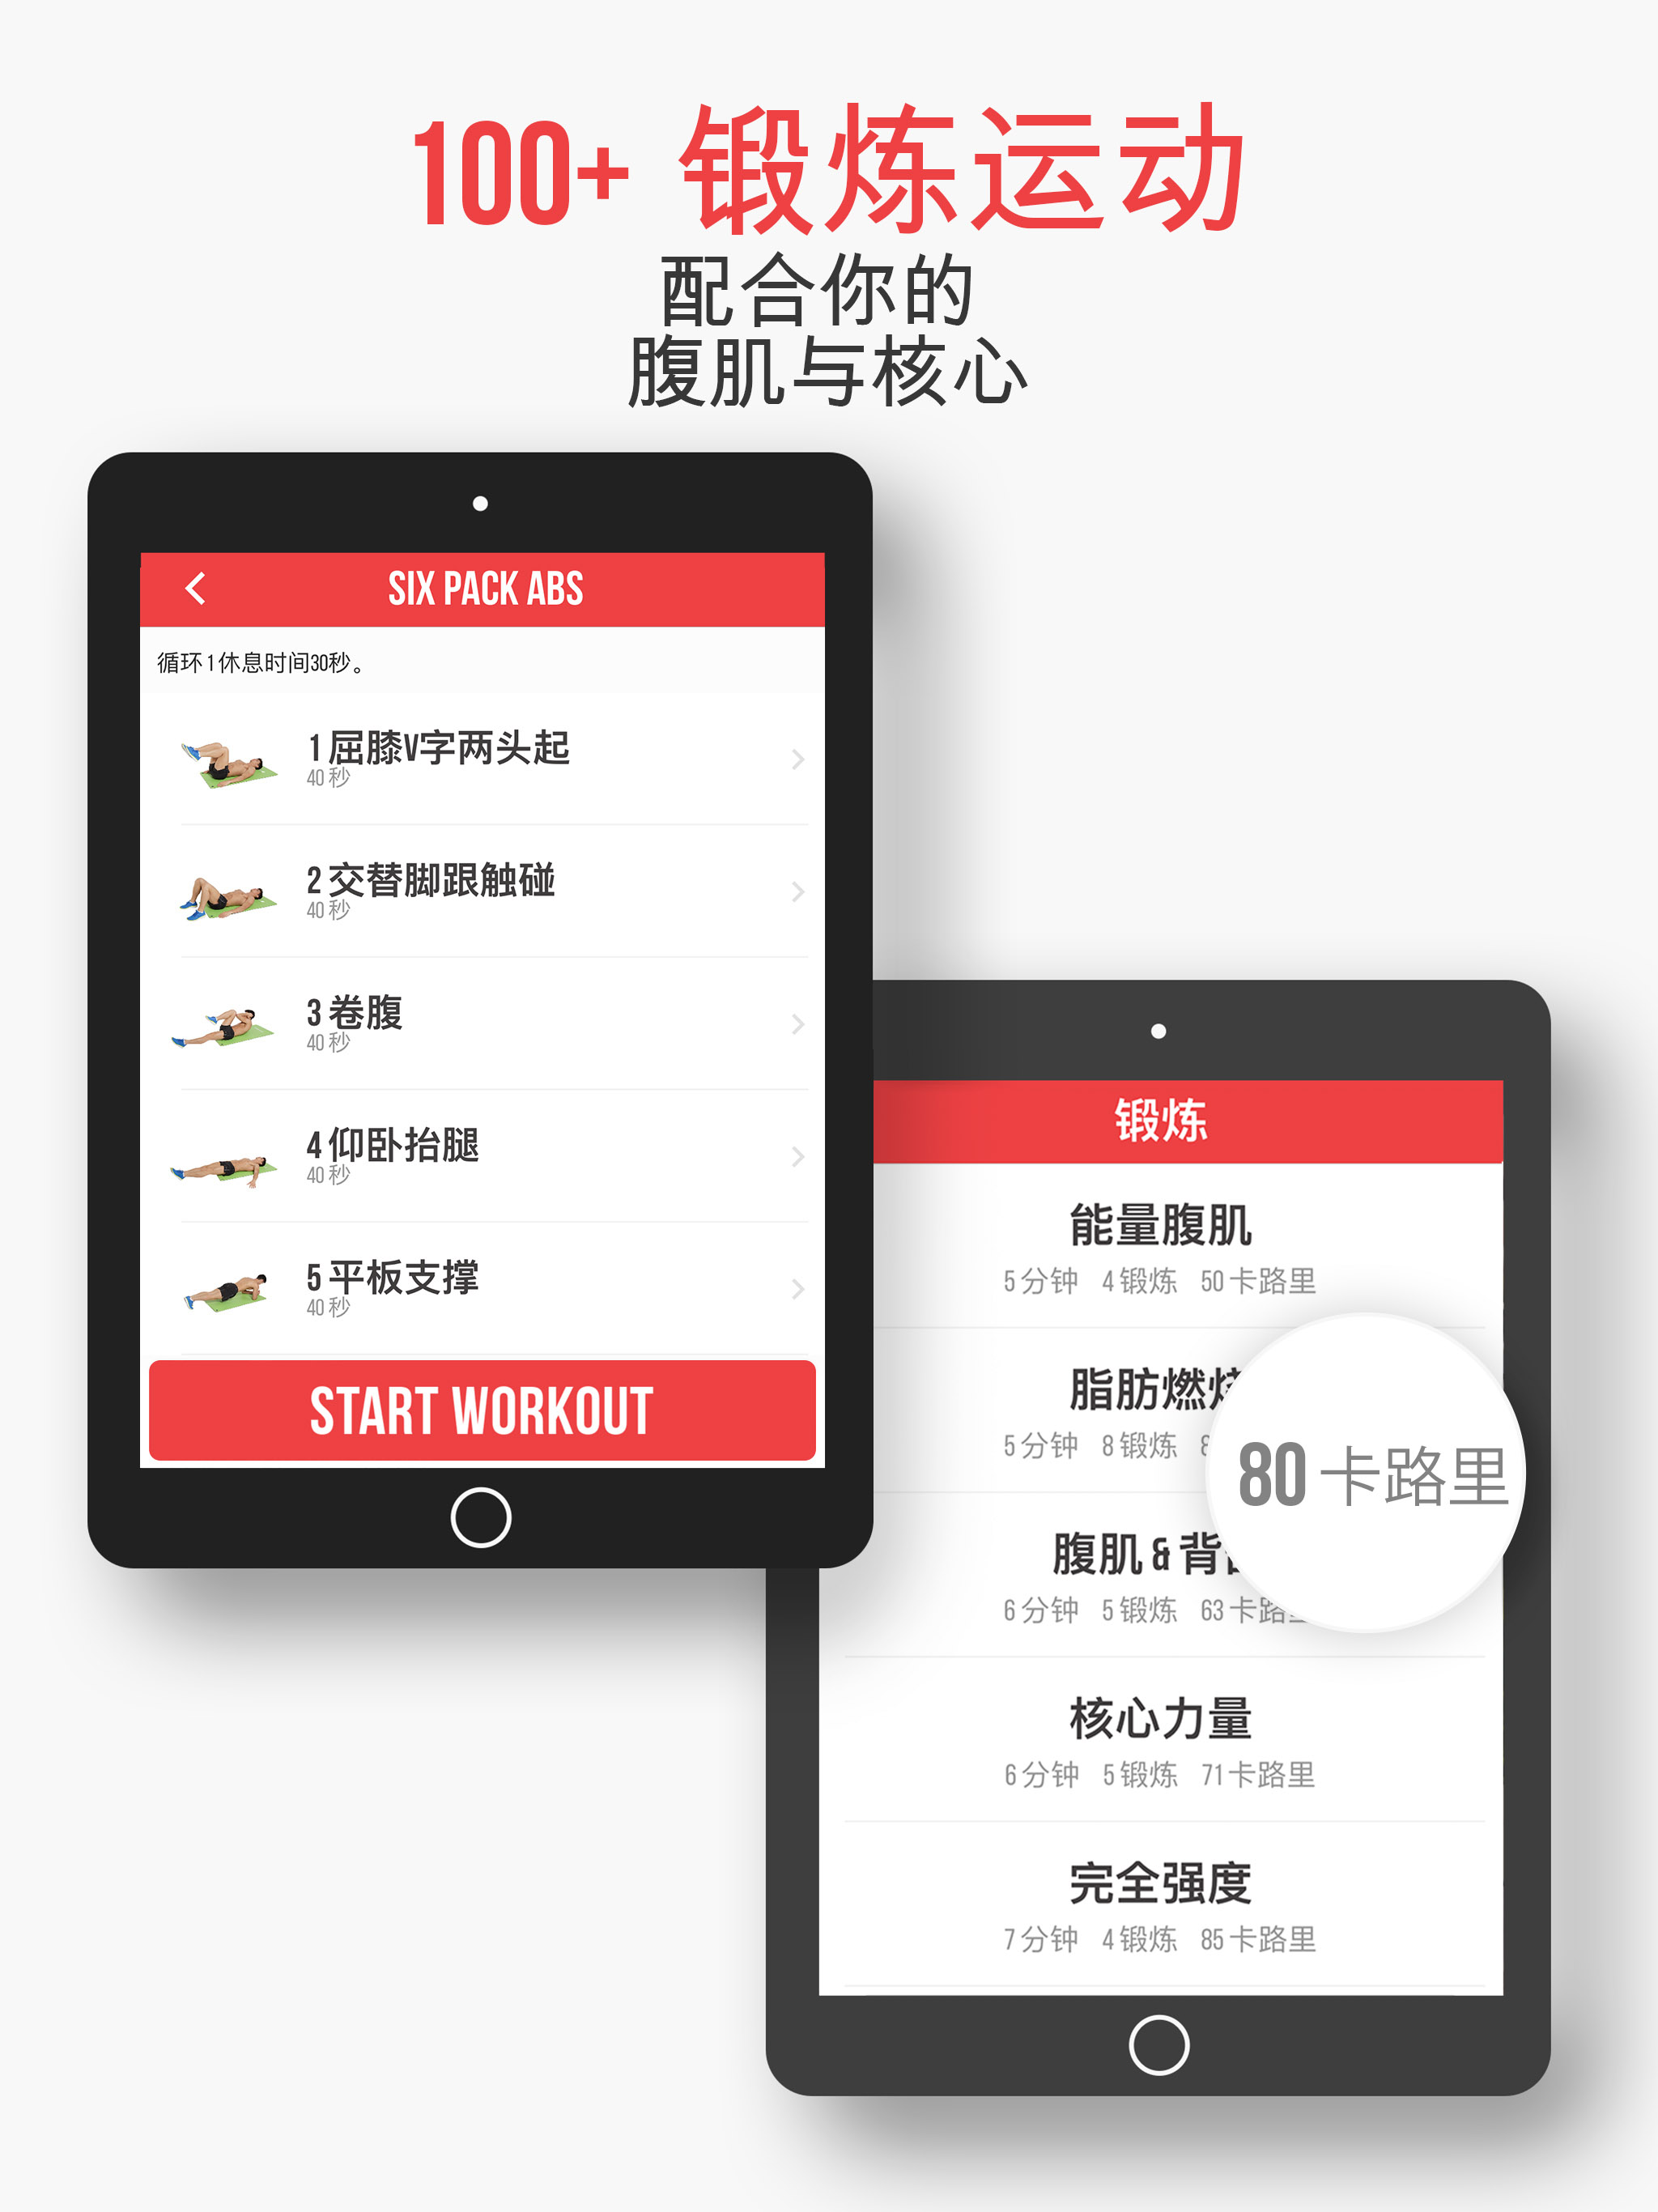 100+ 锻炼运动
配合你的
腹肌与核心
SIX PACK ABS
循环 1 休息时间30秒。
1 屈膝V字两头起
40 秒
2 交替脚跟触碰
40 秒
3 卷腹
40 秒
4 仰卧抬腿
40 秒
5 平板支撑
40 秒
START WORKOUT
锻炼
能量腹肌
5 分钟 4 锻炼 50 卡路里
脂肪燃烧
5 分钟 8 锻炼 8
80 卡路里
腹肌 & 背
6 分钟 5 锻炼 63 卡路里
核心力量
6 分钟 5 锻炼 71 卡路里
完全强度
7 分钟 4 锻炼 85 卡路里